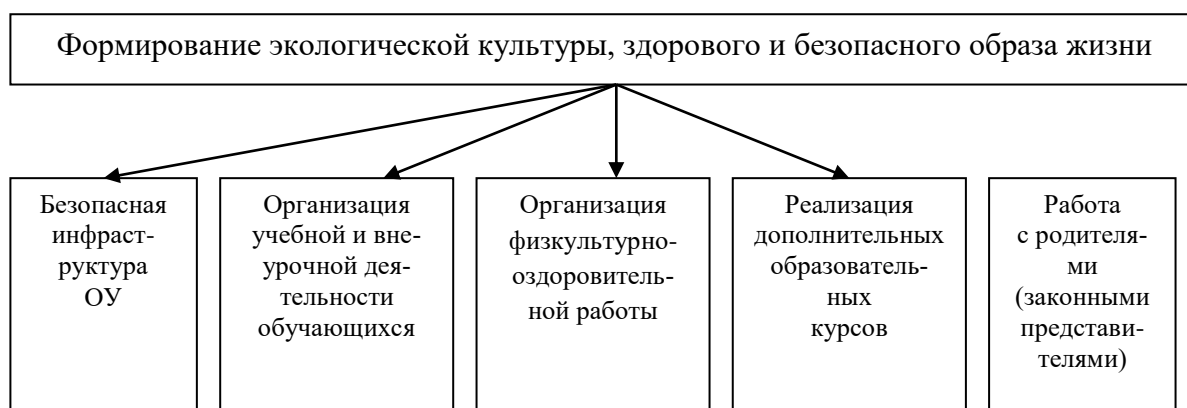 Формирование экологической культуры, здорового и безопасного образа жизни
Безопасная
инфраст-
руктура
ОУ
Организация
учебной и вне-
урочной дея-
тельности
обучающихся
Организация
физкультурно-
оздоровитель-
ной работы
Реализация
дополнительных
образователь-
ных
курсов
Работа
с родителя-
ми
(законными
представи-
телями)